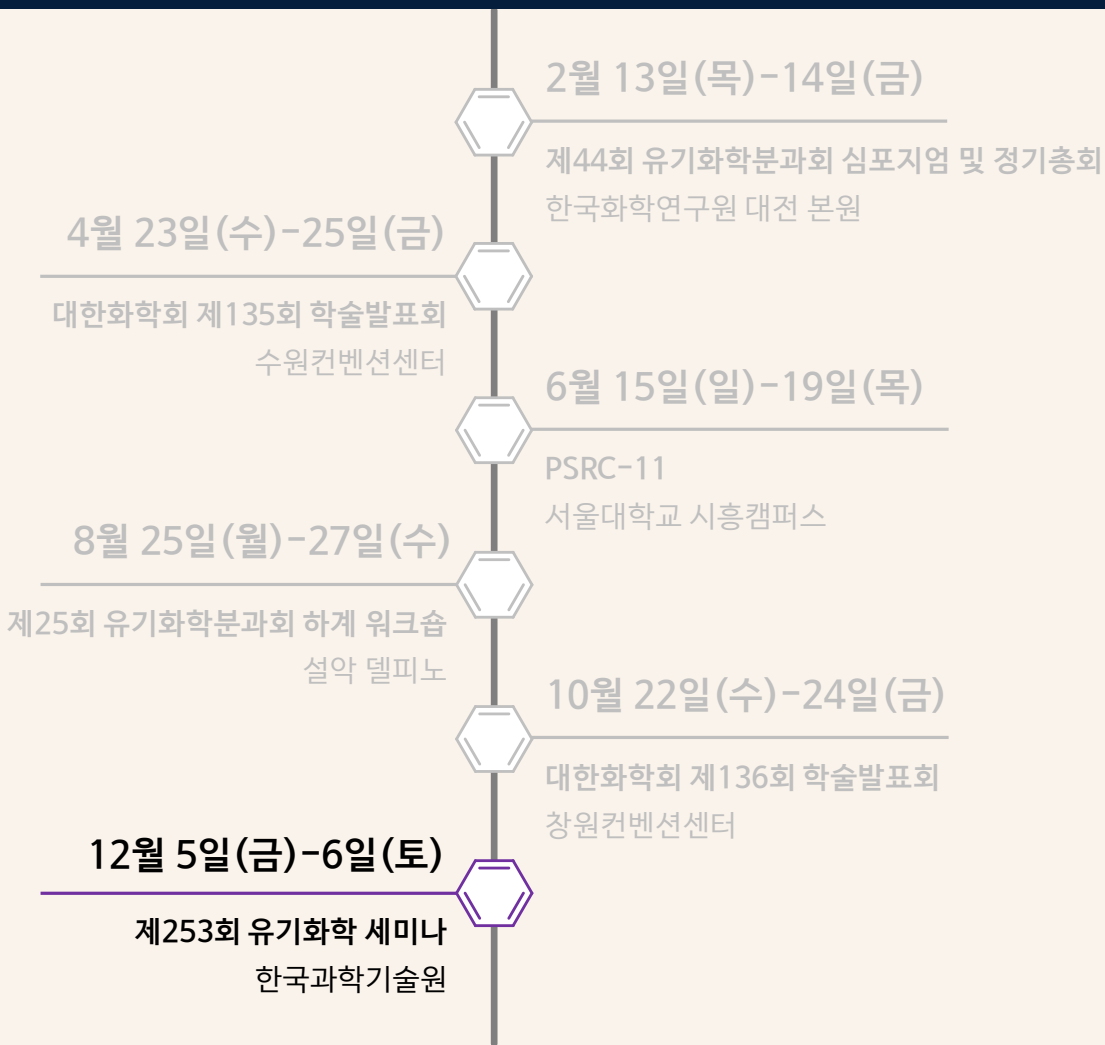 2월 13일(목)-14일(금)
제44회 유기화학분과회 심포지엄 및 정기총회
한국화학연구원 대전 본원
4월 23일(수)-25일(금)
대한화학회 제135회 학술발표회
수원컨벤션센터
6월 15일(일)-19일(목)
PSRC-11
서울대학교 시흥캠퍼스
8월 25일(월)-27일(수)
제25회 유기화학분과회 하계 워크숍
설악 델피노
10월 22일(수)-24일(금)
대한화학회 제136회 학술발표회
창원컨벤션센터
12월 5일(금)-6일(토)
제253회 유기화학 세미나
한국과학기술원